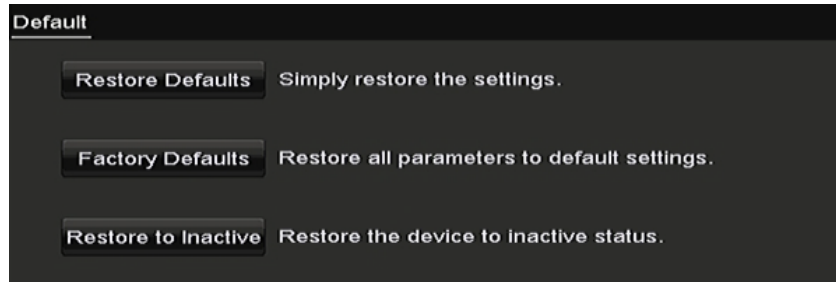 Default
Restore Defaults Simply restore the settings.
Factory Defaults Restore all parameters to default settings.
Restore to Inactive Restore the device to inactive status.